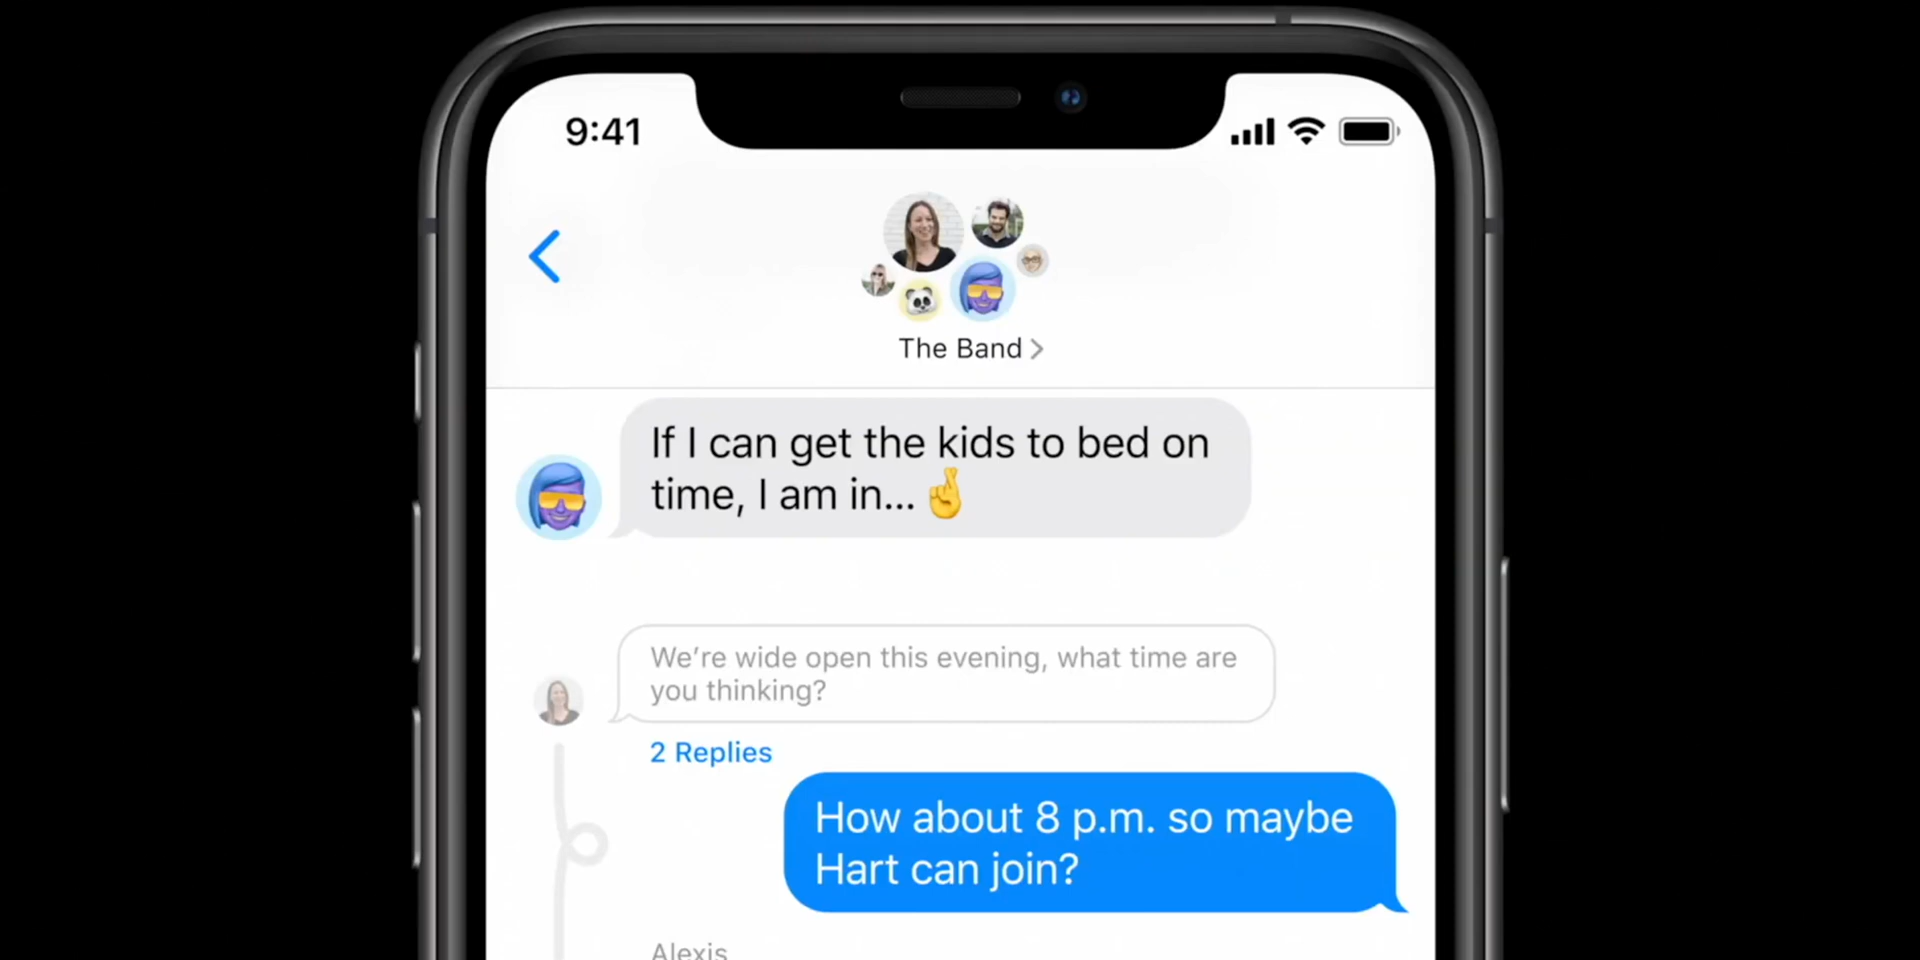 9:41
The Band
If I can get the kids to bed on
time, I am in... 🤞
We're wide open this evening, what time are
you thinking?
2 Replies
How about 8 p.m. so maybe
Hart can join?
Alexis